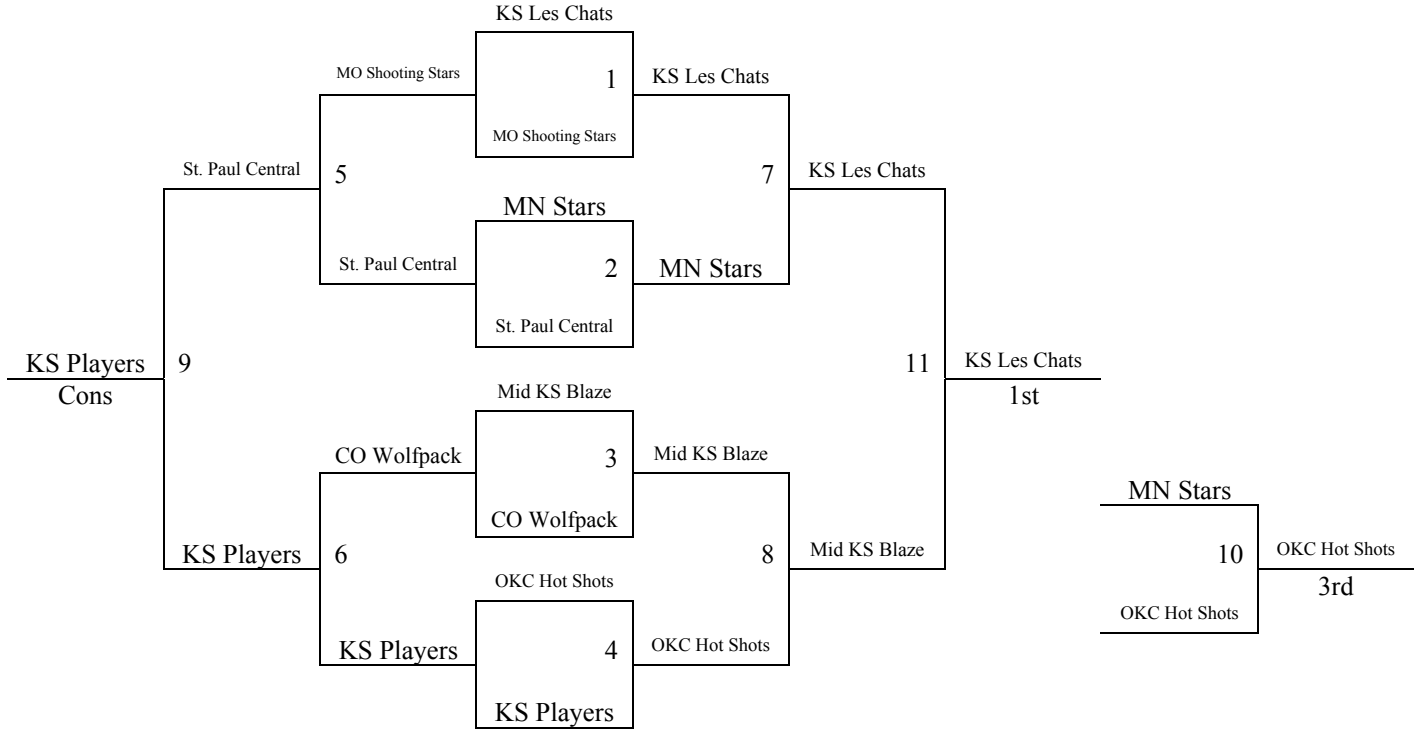 KS Les Chats
MO Shooting Stars
1
KS Les Chats
MO Shooting Stars
St. Paul Central
5
7
KS Les Chats
MN Stars
St. Paul Central
2
MN Stars
St. Paul Central
KS Players
9
11
KS Les Chats
Cons
1st
Mid KS Blaze
CO Wolfpack
3
Mid KS Blaze
MN Stars
CO Wolfpack
KS Players
6
8
Mid KS Blaze
10
OKC Hot Shots
OKC Hot Shots
3rd
OKC Hot Shots
KS Players
4
OKC Hot Shots
KS Players